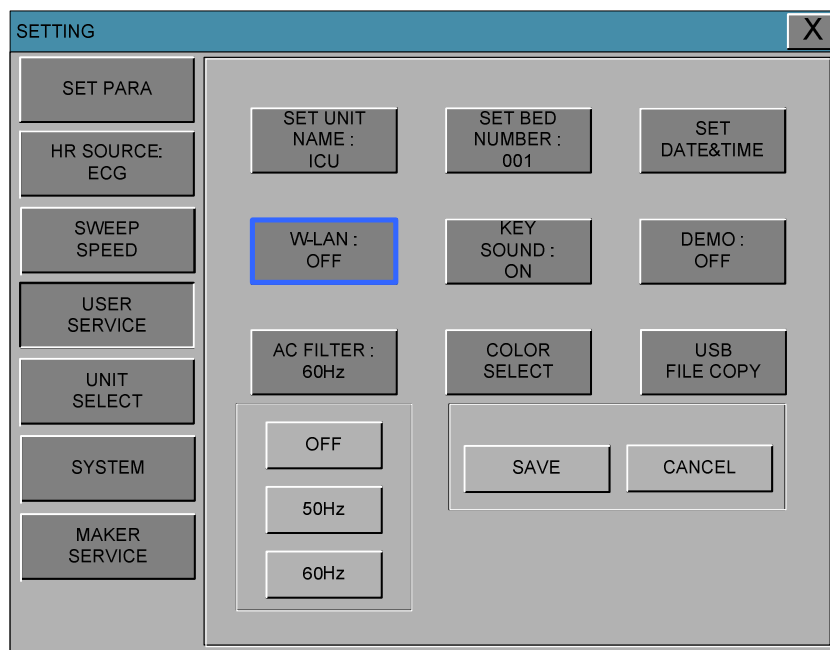 SETTING
X
SET PARA
HR SOURCE:
ECG
SWEEP
SPEED
USER
SERVICE
UNIT
SELECT
SYSTEM
MAKER
SERVICE
SET UNIT
NAME :
ICU
SET BED
NUMBER :
001
SET
DATE&TIME
W-LAN :
OFF
KEY
SOUND :
ON
DEMO :
OFF
AC FILTER :
60Hz
COLOR
SELECT
USB
FILE COPY
OFF
50Hz
60Hz
SAVE
CANCEL